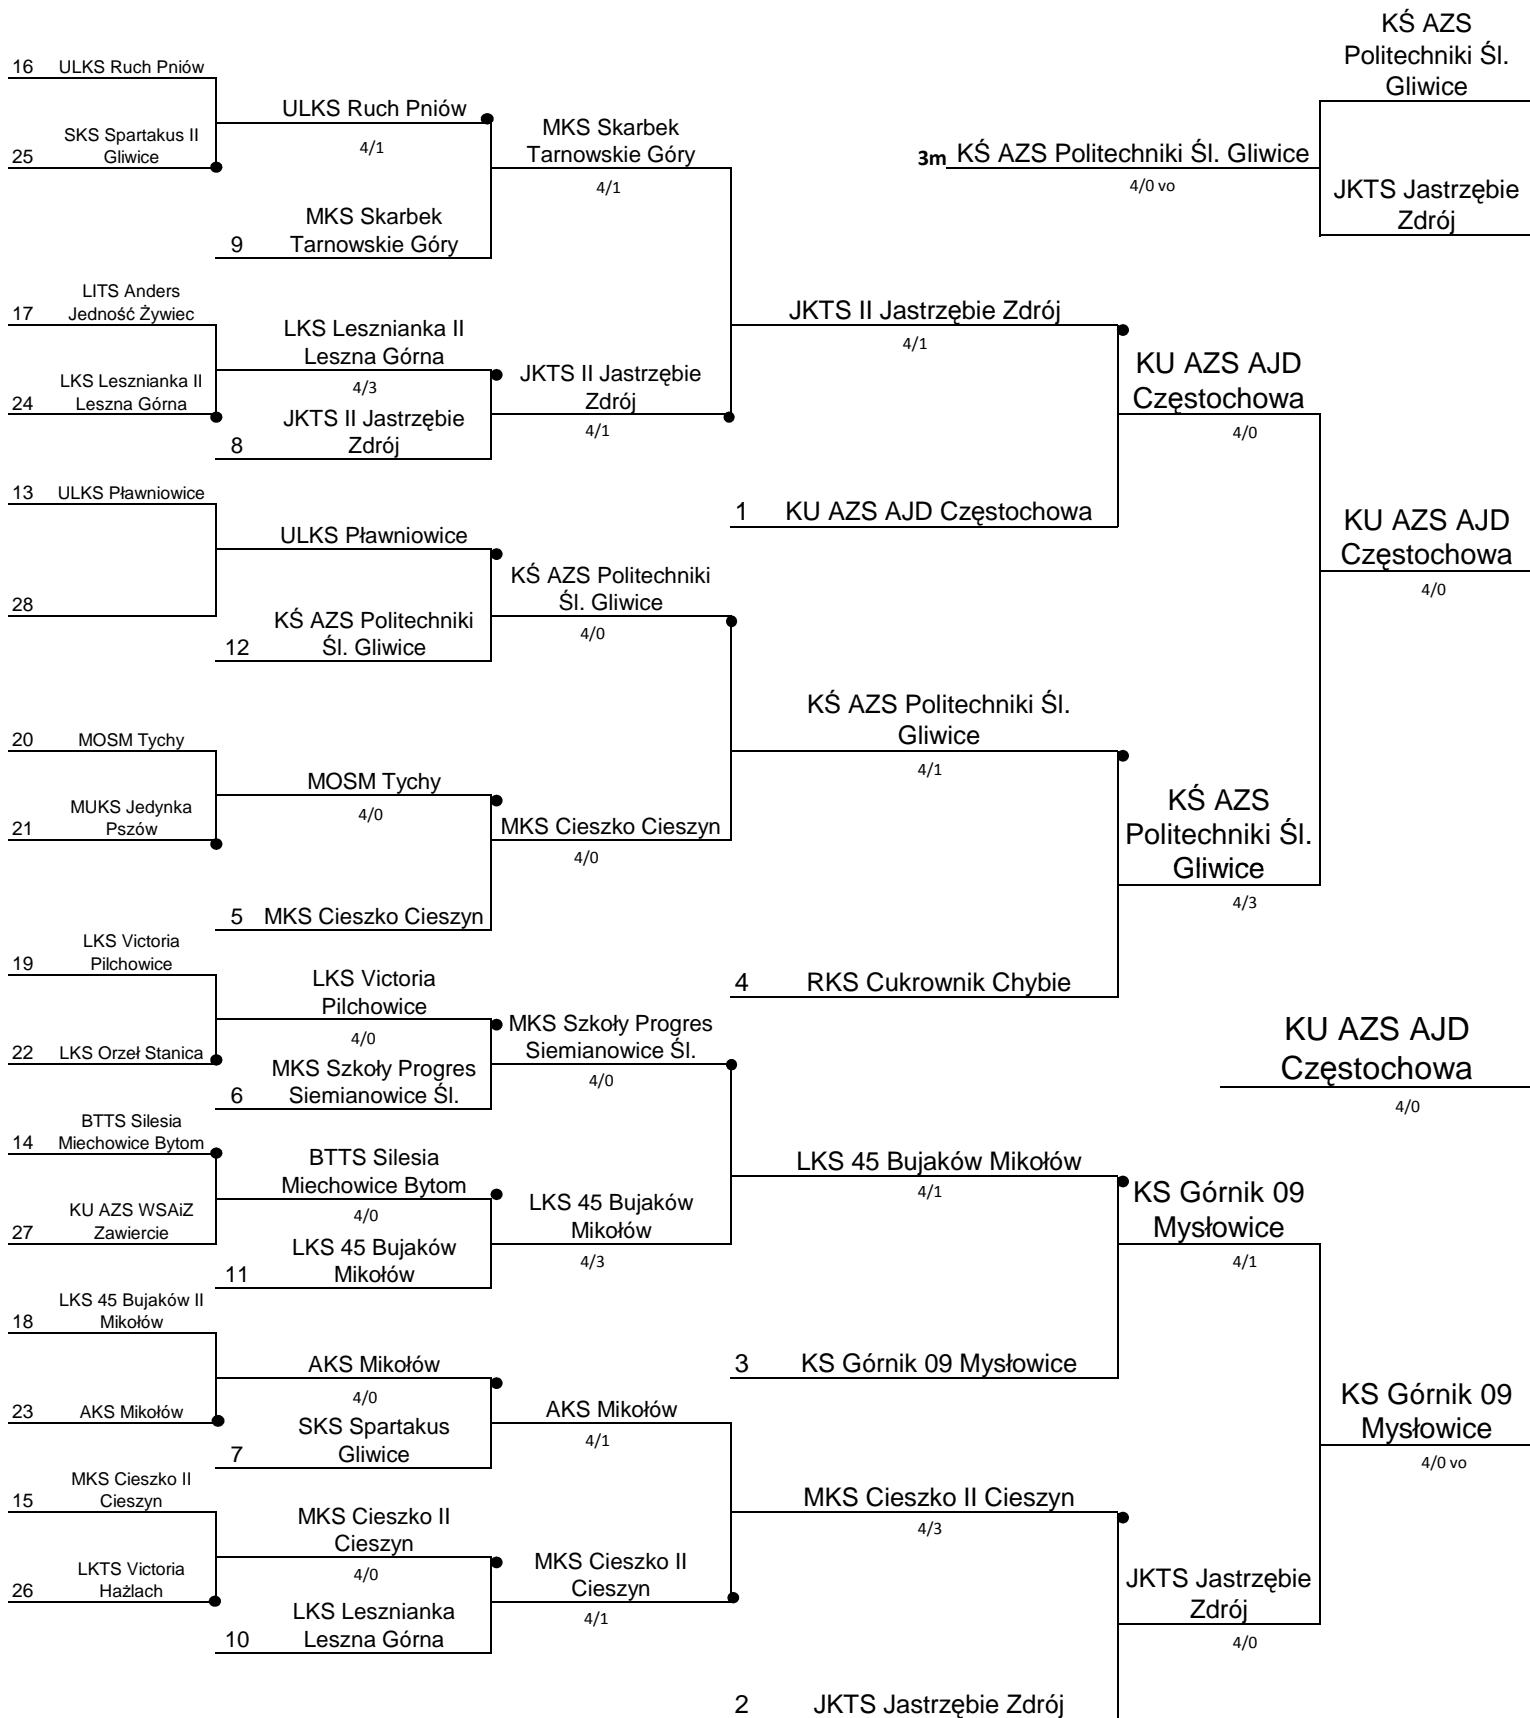 16 ULKS Ruch Pniów
SKS Spartakus II
25 Gliwice
17 LITS Anders
Jedność Żywiec
LKS Lesznianka II
24 Leszna Górna
13 ULKS Pławniowice
28
20 MOSM Tychy
MUKS Jedynka
21 Pszów
LKS Victoria
19 Pilchowice
22 LKS Orzeł Stanica
BTTS Silesia
14 Miechowice Bytom
KU AZS WSAiZ
27 Zawiercie
LKS 45 Bujaków II
18 Mikołów
23 AKS Mikołów
MKS Cieszko II
15 Cieszyn
LKTS Victoria
26 Hażlach
ULKS Ruch Pniów
4/1
MKS Skarbek
9 Tarnowskie Góry
LKS Lesznianka II
Leszna Górna
4/3
JKTS II Jastrzębie
8 Zdrój
ULKS Pławniowice
KŚ AZS Politechniki
12 Śl. Gliwice
MOSM Tychy
4/0
5 MKS Cieszko Cieszyn
LKS Victoria
Pilchowice
4/0
MKS Szkoły Progres
6 Siemianowice Śl.
BTTS Silesia
Miechowice Bytom
4/0
LKS 45 Bujaków
11 Mikołów
AKS Mikołów
4/0
SKS Spartakus
7 Gliwice
MKS Cieszko II
Cieszyn
4/0
LKS Lesznianka
10 Leszna Górna
MKS Skarbek
Tarnowskie Góry
4/1
JKTS II Jastrzębie
Zdrój
4/1
KŚ AZS Politechniki
Śl. Gliwice
4/0
MKS Cieszko Cieszyn
4/0
MKS Szkoły Progres
Siemianowice Śl.
4/0
LKS 45 Bujaków
Mikołów
4/3
AKS Mikołów
4/1
MKS Cieszko II
Cieszyn
4/1
JKTS II Jastrzębie Zdrój
4/1
1 KU AZS AJD Częstochowa
KŚ AZS Politechniki Śl.
Gliwice
4/1
4 RKS Cukrownik Chybie
LKS 45 Bujaków Mikołów
4/1
3 KS Górnik 09 Mysłowice
MKS Cieszko II Cieszyn
4/3
2 JKTS Jastrzębie Zdrój
3m KŚ AZS Politechniki Śl. Gliwice
4/0 vo
KU AZS AJD
Częstochowa
4/0
KŚ AZS
Politechniki Śl.
Gliwice
4/3
KS Górnik 09
Mysłowice
4/1
JKTS Jastrzębie
Zdrój
4/0
KŚ AZS
Politechniki Śl.
Gliwice
JKTS Jastrzębie
Zdrój
KU AZS AJD
Częstochowa
4/0
KU AZS AJD
Częstochowa
4/0
KS Górnik 09
Mysłowice
4/0 vo